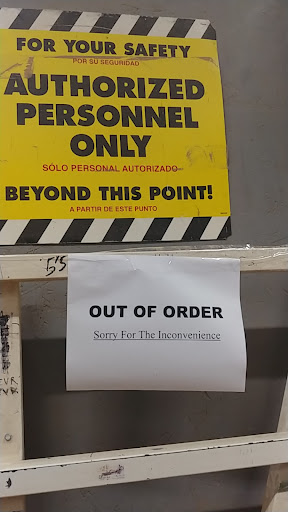 FOR YOUR SAFETY
POR SU SEGURIDAD
AUTHORIZED
PERSONNEL
ONLY
SÓLO PERSONAL AUTORIZADO
BEYOND THIS POINT!
A PARTIR DE ESTE PUNTO
OUT OF ORDER
Sorry For The Inconvenience